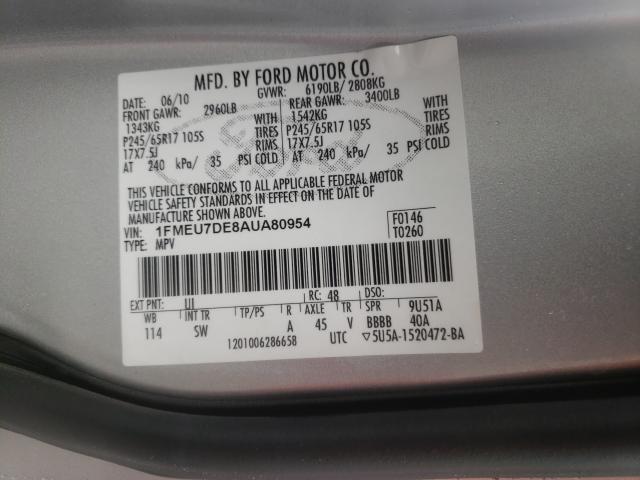 MFD. BY FORD MOTOR CO.
DATE: 06/10 GVWR: 6190LB/ 2808KG
FRONT GAWR: 2960LB REAR GAWR: 3400LB
1343KG WITH 1542KG WITH
P245/65R17 105S TIRES P245/65R17 105S TIRES
17X7.5J RIMS 17X7.5J RIMS
AT 240 kPa/ 35 PSI COLD AT 240 kPa/ 35 PSI COLD
THIS VEHICLE CONFORMS TO ALL APPLICABLE FEDERAL MOTOR
VEHICLE SAFETY STANDARDS IN EFFECT ON THE DATE OF
MANUFACTURE SHOWN ABOVE.
VIN: 1FMEU7DE8AUA80954 F0146
TYPE: MPV T0260
EXT PNT: UI RC: 48 DSO:
WB INT TR TP/PS R AXLE TR SPR 9U51A
114 SW A 45 V BBBB 40A
1201006286658 UTC ▽5U5A-1520472-BA
Ford